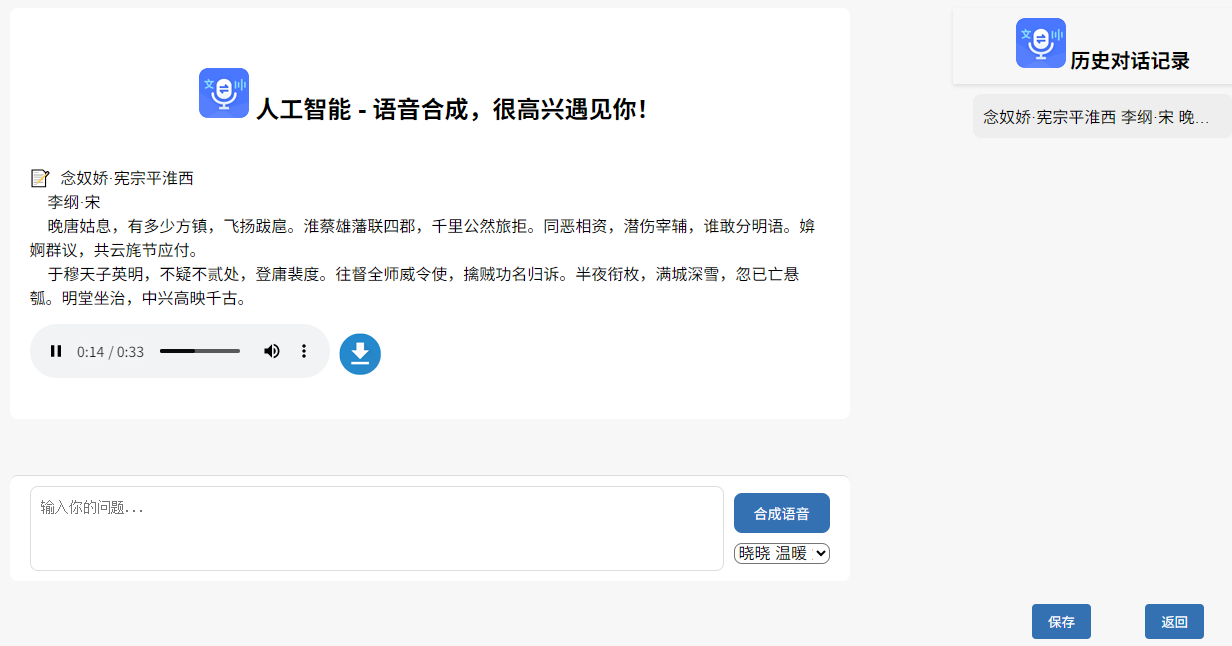 人工智能 - 语音合成，很高兴遇见你！
念奴娇·宪宗平淮西
李纲·宋
晚唐姑息，有多少方镇，飞扬跋扈。淮蔡雄藩联四郡，千里公然旅拒。同恶相资，潜伤宰辅，谁敢分明语。媕
婀群议，共云旄节应付。
于穆天子英明，不疑不贰处，登庸裴度。往督全师威令使，擒贼功名归诉。半夜衔枚，满城深雪，忽已亡悬
瓠。明堂坐治，中兴高映千古。
0:14 / 0:33
输入你的问题...
合成语音
晓晓 温暖
文
历史对话记录
念奴娇·宪宗平淮西 李纲·宋 晚...
保存
返回